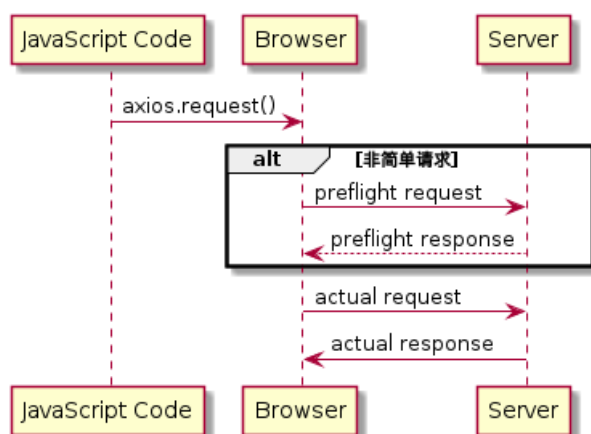 JavaScript Code Browser Server
axios.request()
alt [非简单请求]
preflight request
preflight response
actual request
actual response
JavaScript Code Browser Server